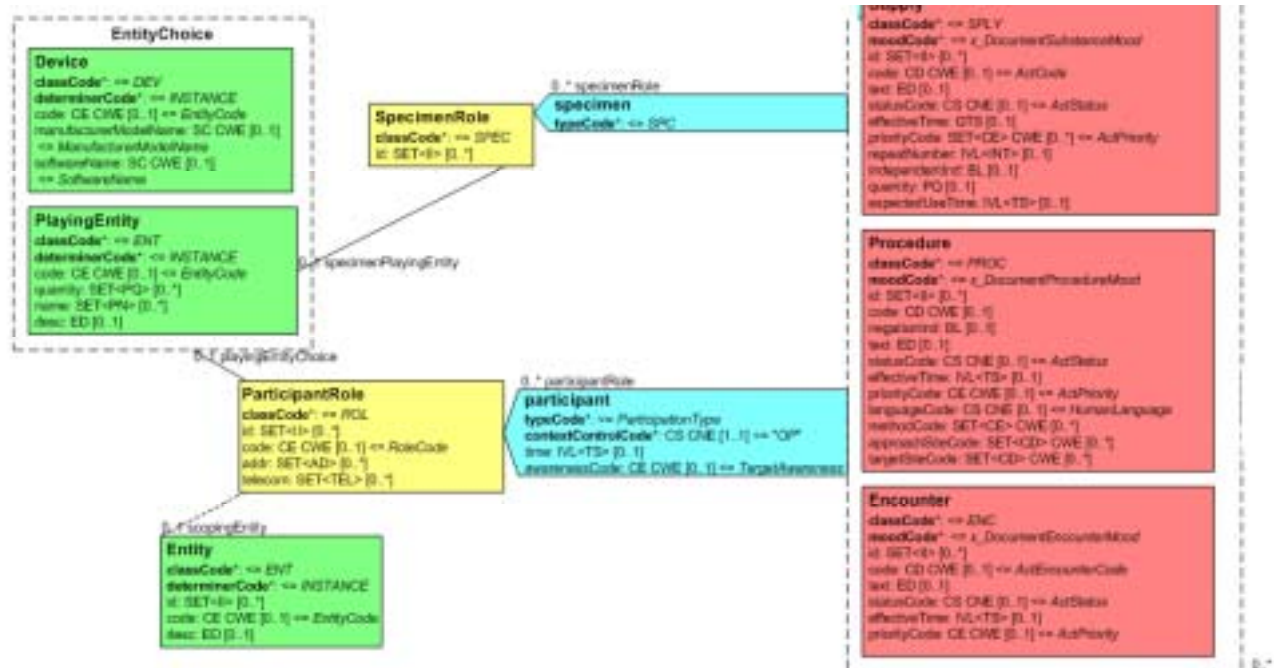 EntityChoice
Device
classCode*: <= DEV
determinerCode*: <= INSTANCE
code: CE CWE [0..1] <= EntityCode
manufacturerModelName: SC CWE [0..1]
<= ManufacturerModelName
softwareName: SC CWE [0..1]
<= SoftwareName
PlayingEntity
classCode*: <= ENT
determinerCode*: <= INSTANCE
code: CE CWE [0..1] <= EntityCode
quantity: SET<PQ> [0..*]
name: SET<PN> [0..*]
desc: ED [0..1]
SpecimenRole
classCode*: <= SPEC
id: SET<II> [0..*]
0..* specimenRole
specimen
typeCode*: <= SPC
0..* specimenPlayingEntity
0..1 playingEntityChoice
ParticipantRole
classCode*: <= ROL
id: SET<II> [0..*]
code: CE CWE [0..1] <= RoleCode
addr: SET<AD> [0..*]
telecom: SET<TEL> [0..*]
0..* participantRole
participant
typeCode*: <= ParticipationType
contextControlCode*: CS CNE [1..1] <= "OP"
time: IVL<TS> [0..1]
awarenessCode: CE CWE [0..1] <= TargetAwareness
0..1 scopingEntity
Entity
classCode*: <= ENT
determinerCode*: <= INSTANCE
id: SET<II> [0..*]
code: CE CWE [0..1] <= EntityCode
desc: ED [0..1]
Supply
classCode*: <= SPLY
moodCode*: <= x_DocumentSubstanceMood
id: SET<II> [0..*]
code: CD CWE [0..1] <= ActCode
text: ED [0..1]
statusCode: CS CNE [0..1] <= ActStatus
effectiveTime: GTS [0..1]
priorityCode: SET<CE> CWE [0..*] <= ActPriority
repeatNumber: IVL<INT> [0..1]
independentInd: BL [0..1]
quantity: PQ [0..1]
expectedUseTime: IVL<TS> [0..1]
Procedure
classCode*: <= PROC
moodCode*: <= x_DocumentProcedureMood
id: SET<II> [0..*]
code: CD CWE [0..1]
negationInd: BL [0..1]
text: ED [0..1]
statusCode: CS CNE [0..1] <= ActStatus
effectiveTime: IVL<TS> [0..1]
priorityCode: CE CWE [0..1] <= ActPriority
languageCode: CS CNE [0..1] <= HumanLanguage
methodCode: SET<CE> CWE [0..*]
approachSiteCode: SET<CD> CWE [0..*]
targetSiteCode: SET<CD> CWE [0..*]
Encounter
classCode*: <= ENC
moodCode*: <= x_DocumentEncounterMood
id: SET<II> [0..*]
code: CD CWE [0..1] <= ActEncounterCode
text: ED [0..1]
statusCode: CS CNE [0..1] <= ActStatus
effectiveTime: IVL<TS> [0..1]
priorityCode: CE CWE [0..1] <= ActPriority
0..*